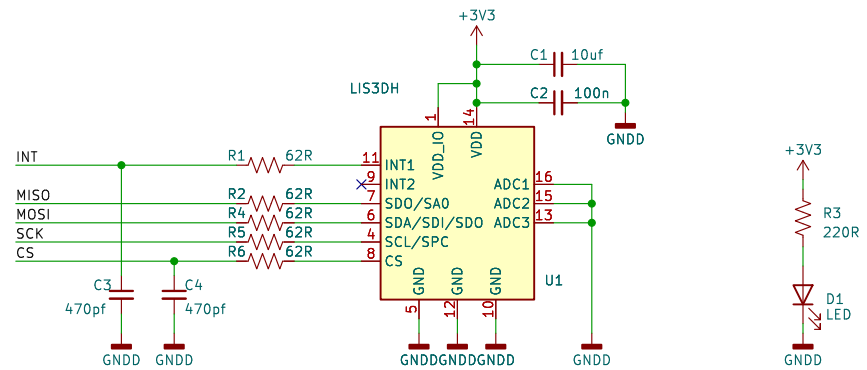 +3V3
C1 10uf
LIS3DH
C2 100n
1
14
GNDD
VDD_IO
VDD
INT
R1 62R
11 INT1
+3V3
9 INT2
ADC1 16
MISO
R2 62R
7 SDO/SA0
ADC2 15
MOSI
R4 62R
6 SDA/SDI/SDO
ADC3 13
R3
220R
SCK
R5 62R
4 SCL/SPC
CS
R6 62R
8 CS
GND
GND
GND
U1
C3
470pf
C4
470pf
5
12
10
D1
LED
GNDD
GNDD
GNDD
GNDD
GNDD
GNDD
GNDD